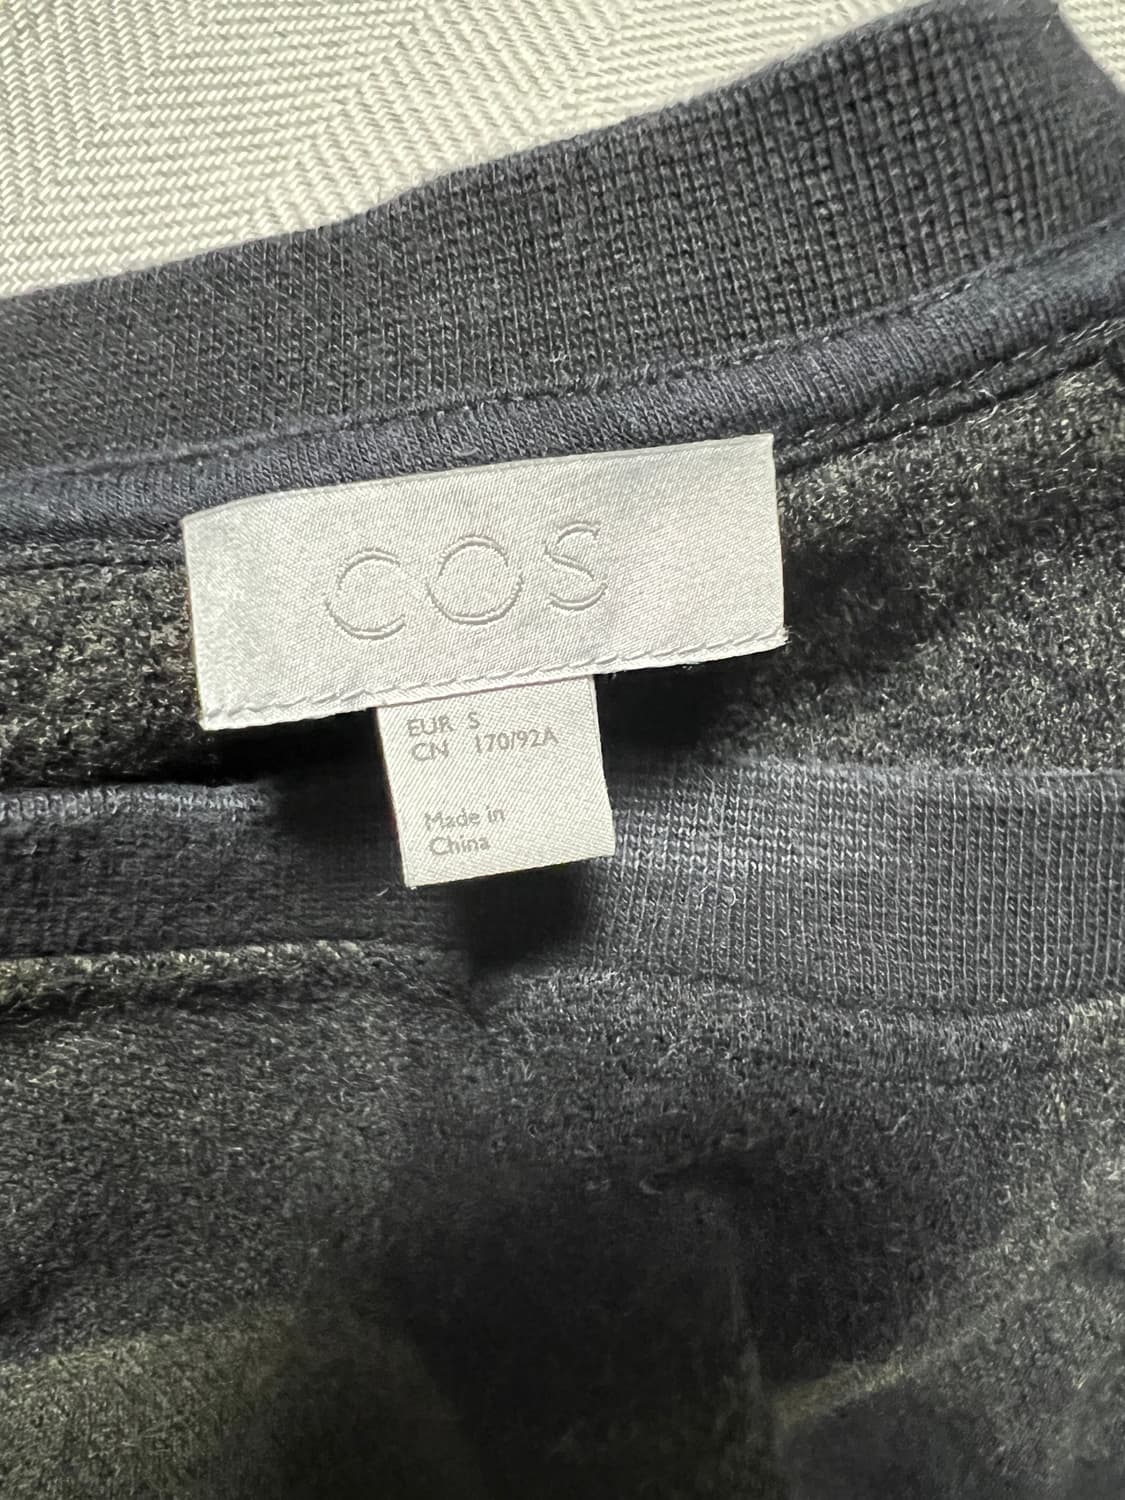 COS
EUR S
CN 170/92A
Made in
China